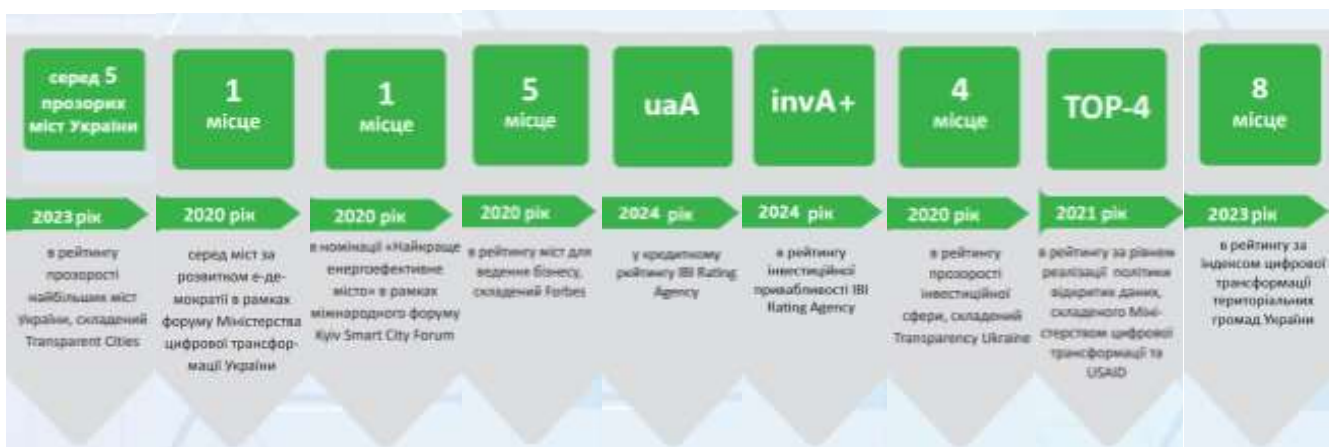 серед 5
прозорих
міст України
2023 рік
в рейтингу
прозорості
найбільших міст
України, складений
Transparent Cities
1
місце
2020 рік
серед міст за
розвитком е-де-
мократії в рамках
форуму Міністерства
цифрової трансфор-
мації України
1
місце
2020 рік
в номінації «Найкраще
енергоефективне
місто» в рамках
міжнародного форуму
Kyiv Smart City Forum
5
місце
2020 рік
в рейтингу міст для
ведення бізнесу,
складений Forbes
uaA
2024 рік
у кредитному
рейтингу IBI Rating
Agency
invA+
2024 рік
в рейтингу
інвестиційної
привабливості IBI
Rating Agency
4
місце
2020 рік
в рейтингу
прозорості
інвестиційної
сфери, складений
Transparency Ukraine
TOP-4
2021 рік
в рейтингу за рівнем
реалізації політики
відкритих даних,
складеного Міні-
стерством цифрової
трансформації та
USAID
8
місце
2023 рік
в рейтингу за
індексом цифрової
трансформації
територіальних
громад України